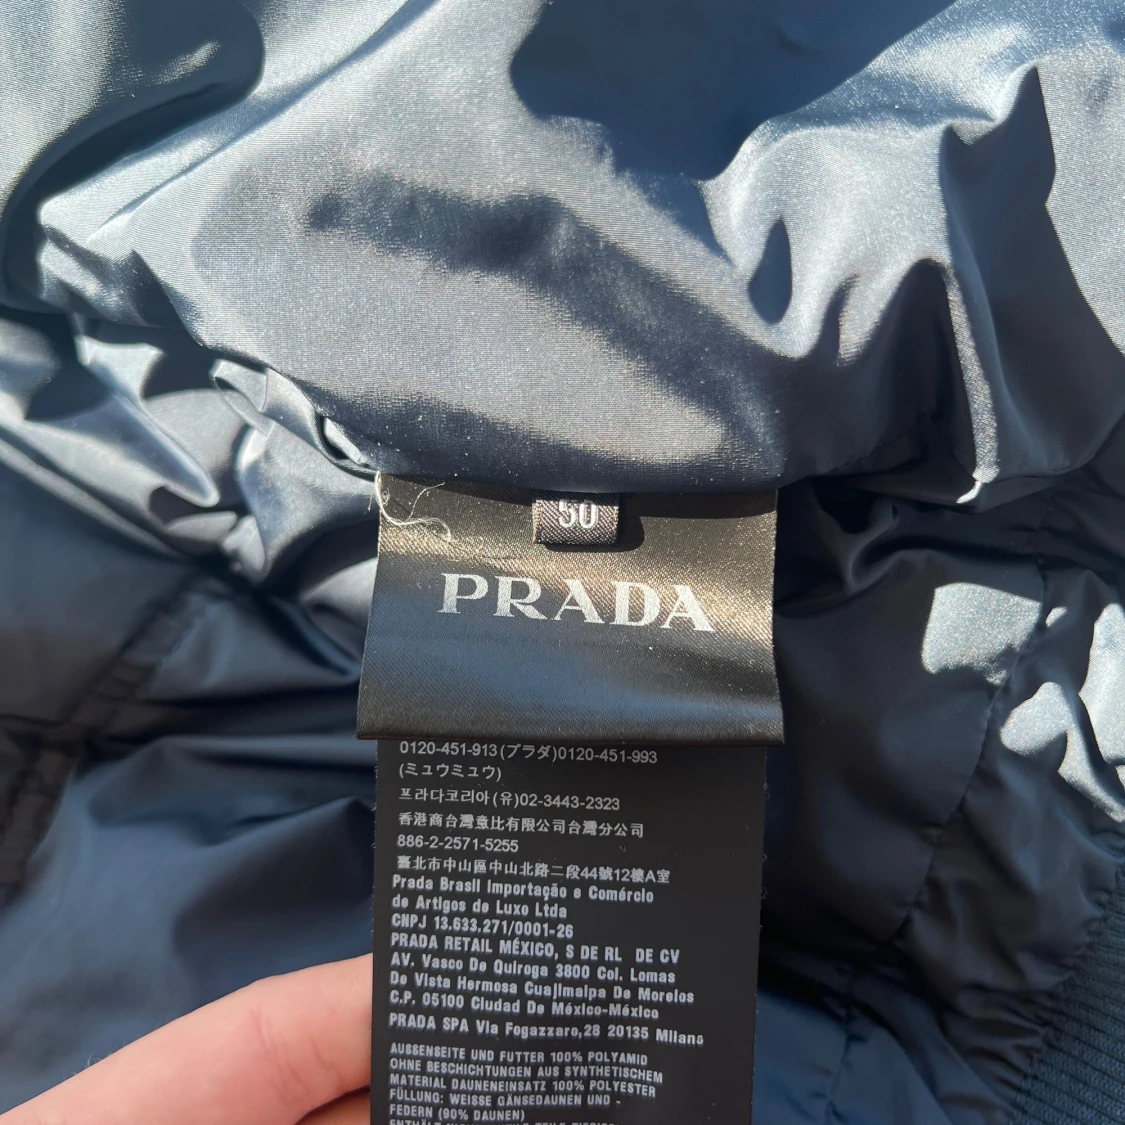 50
PRADA
0120-451-913(プラダ)0120-451-993
(ミュウミュウ)
프라다코리아(유)02-3443-2323
香港商台灣意比有限公司台灣分公司
886-2-2571-5255
臺北市中山區中山北路二段44號12樓A室
Prada Brasil Importação e Comércio
de Artigos de Luxo Ltda
CNPJ 13.633.271/0001-26
PRADA RETAIL MÉXICO, S DE RL DE CV
AV. Vasco De Quiroga 3800 Col. Lomas
De Vista Hermosa Cuajimalpa De Morelos
C.P. 05100 Ciudad De México-México
PRADA SPA Via Fogazzaro,28 20135 Milano
AUSSENSEITE UND FUTTER 100% POLYAMID
OHNE BESCHICHTUNGEN AUS SYNTHETISCHEM
MATERIAL DAUNENEINSATZ 100% POLYESTER
FÜLLUNG: WEISSE GÄNSEDAUNEN UND -
FEDERN (90% DAUNEN)